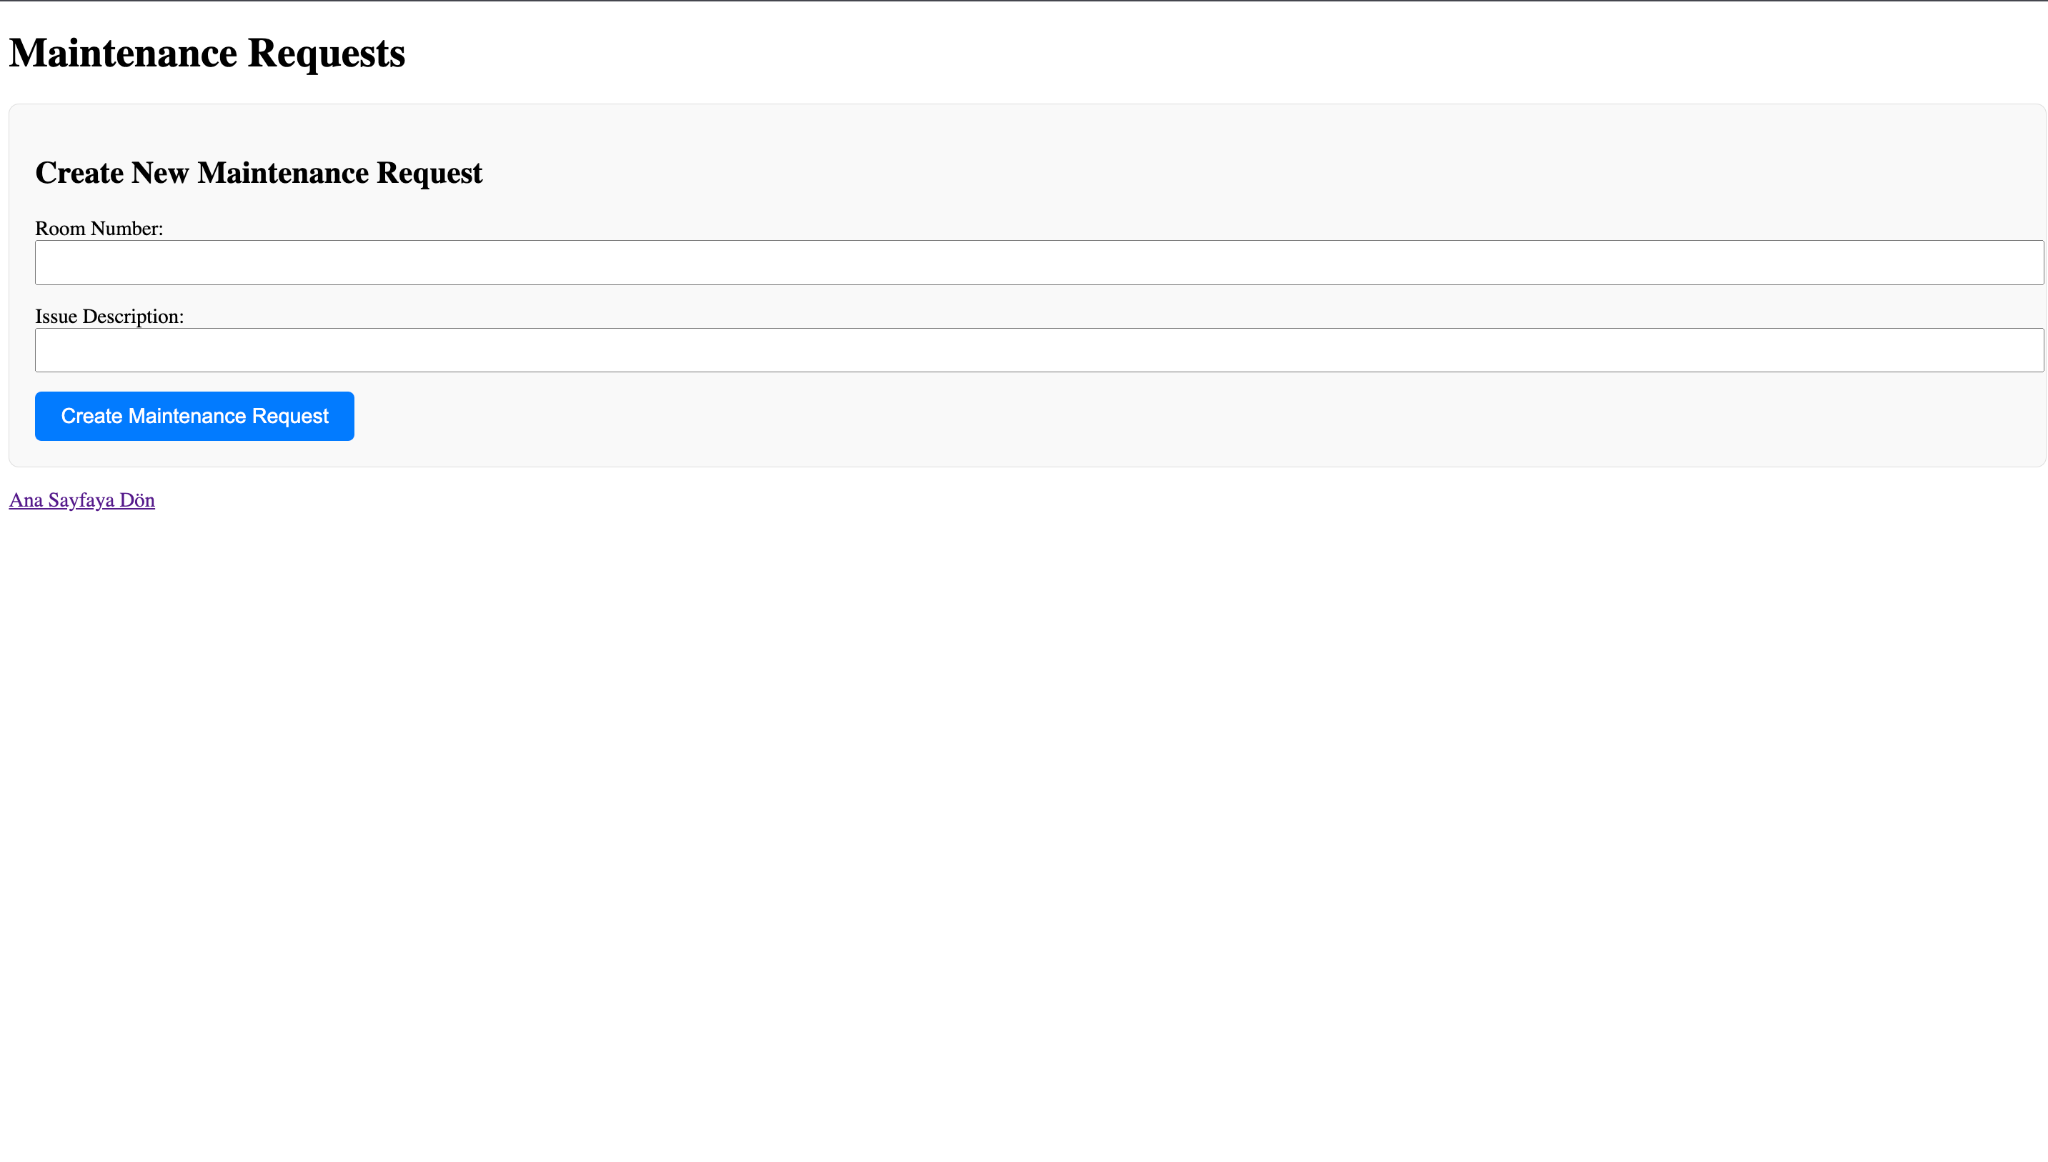 Maintenance Requests
Create New Maintenance Request
Room Number:
Issue Description:
Create Maintenance Request
Ana Sayfaya Dön